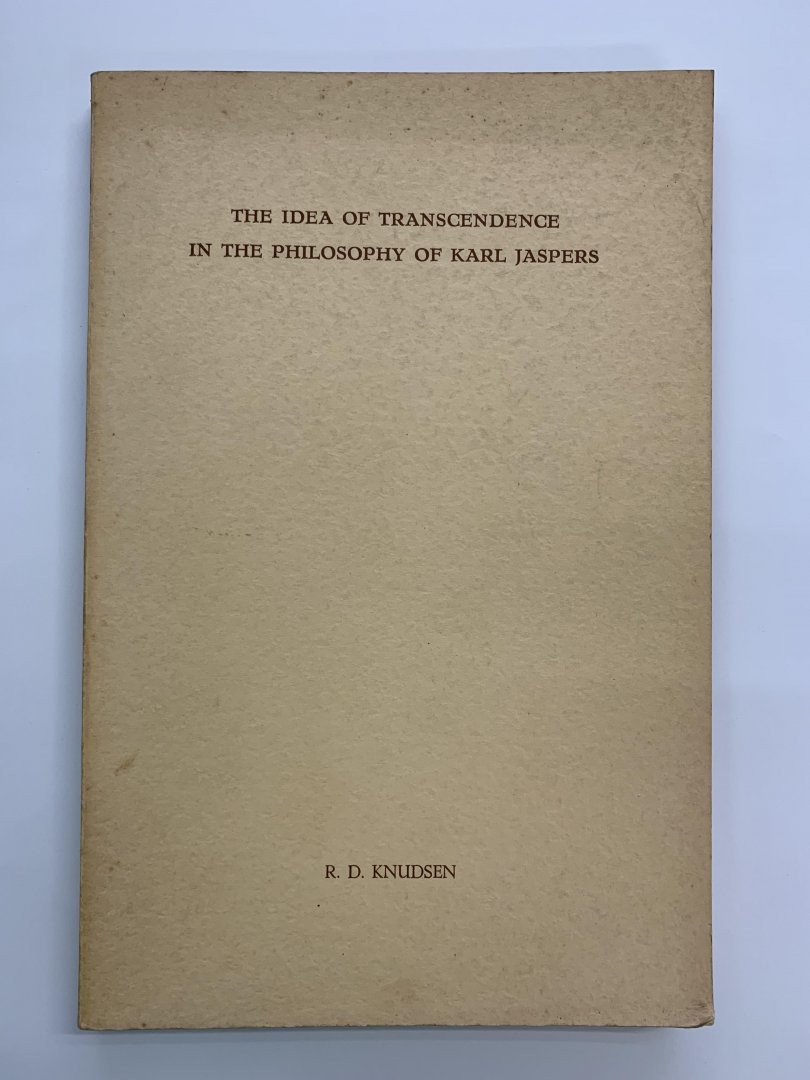 THE IDEA OF TRANSCENDENCE
IN THE PHILOSOPHY OF KARL JASPERS
R. D. KNUDSEN